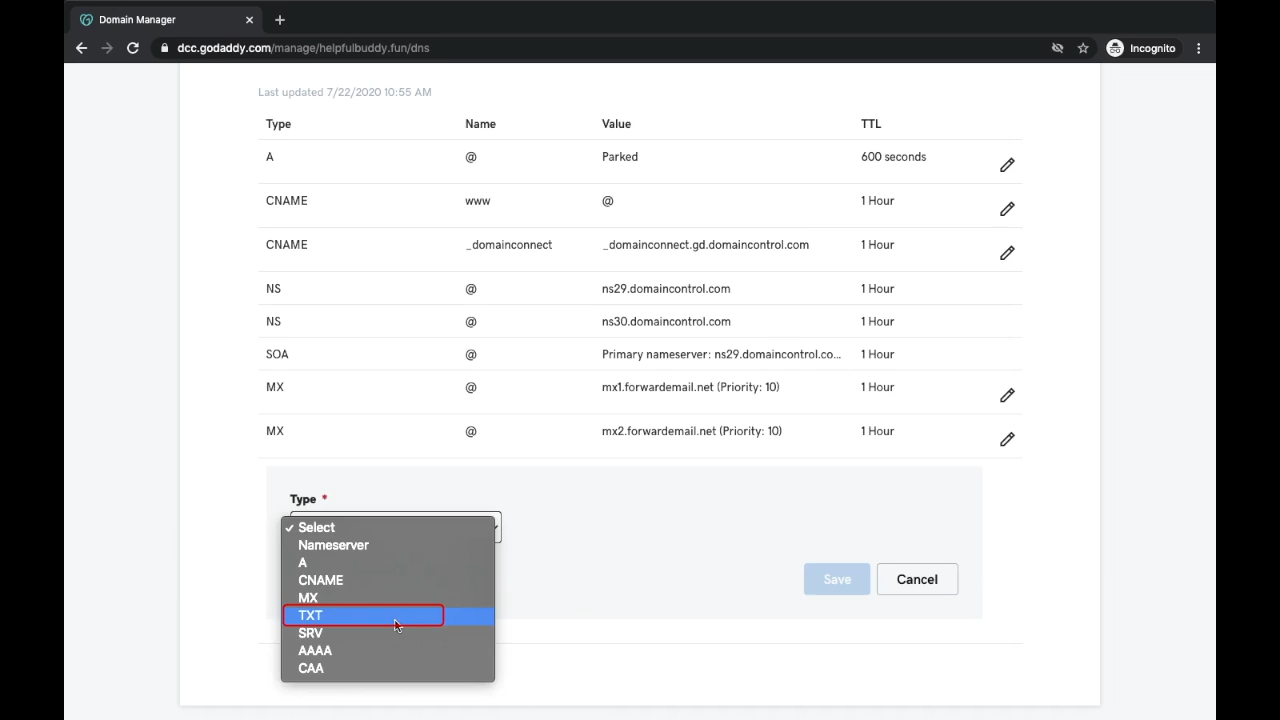 Domain Manager
dcc.godaddy.com/manage/helpfulbuddy.fun/dns
Incognito
Last updated 7/22/2020 10:55 AM
Type Name Value TTL
A @ Parked 600 seconds
CNAME www @ 1 Hour
CNAME _domainconnect _domainconnect.gd.domaincontrol.com 1 Hour
NS @ ns29.domaincontrol.com 1 Hour
NS @ ns30.domaincontrol.com 1 Hour
SOA @ Primary nameserver: ns29.domaincontrol.co... 1 Hour
MX @ mx1.forwardemail.net (Priority: 10) 1 Hour
MX @ mx2.forwardemail.net (Priority: 10) 1 Hour
Type *
Select
Nameserver
A
CNAME
MX
TXT
SRV
AAAA
CAA
Save Cancel